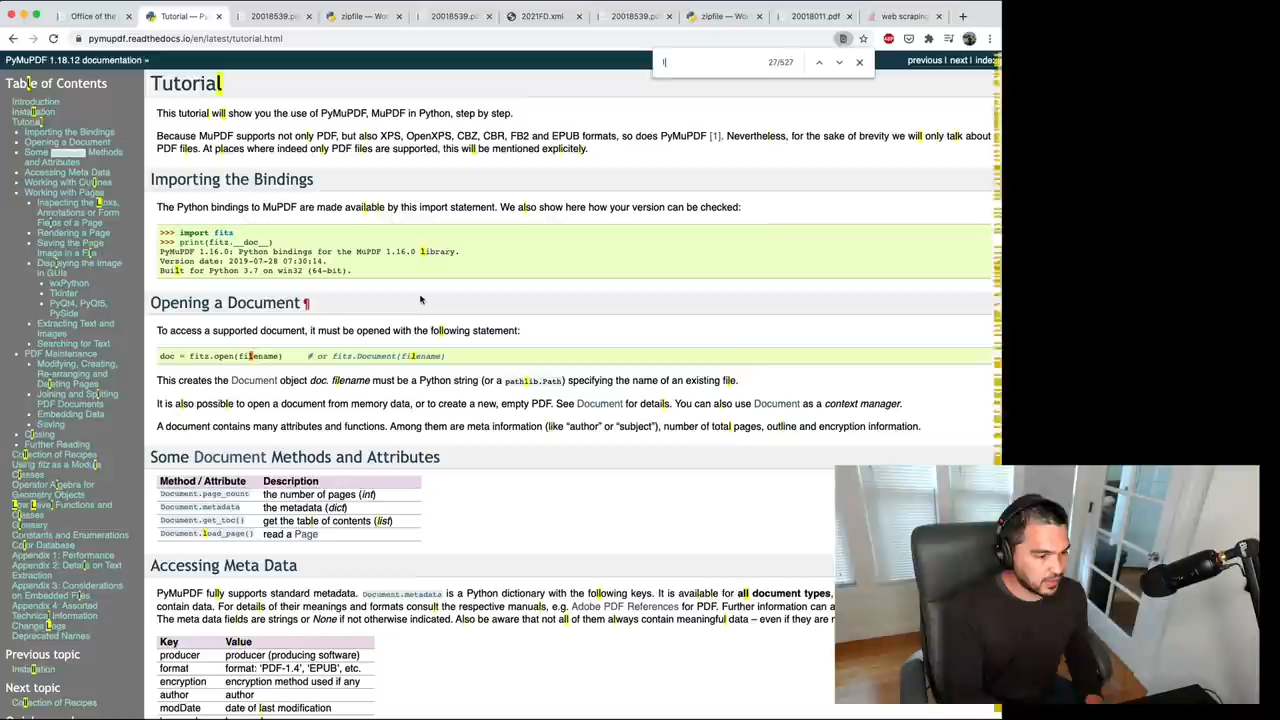 Office of the
Tutorial — Py
20018539.pd
zipfile — Wo
20018539.pd
zipfile — Wo
2021FD.xml
20018539.pd
zipfile — Wo
20018011.pdf
web scraping
pymupdf.readthedocs.io/en/latest/tutorial.html
PyMuPDF 1.18.12 documentation »
previous | next | index
l
27/527
Table of Contents
Introduction
Installation
Tutorial
Importing the Bindings
Opening a Document
Some Methods
and Attributes
Accessing Meta Data
Working with Outlines
Working with Pages
Inspecting the Links,
Annotations or Form
Fields of a Page
Rendering a Page
Saving the Page
Image in a File
Displaying the Image
in GUIs
wxPython
Tkinter
PyQt4, PyQt5,
PySide
Extracting Text and
Images
Searching for Text
PDF Maintenance
Modifying, Creating,
Re-arranging and
Deleting Pages
Joining and Splitting
PDF Documents
Embedding Data
Saving
Closing
Further Reading
Collection of Recipes
Using fitz as a Module
Classes
Operator Algebra for
Geometry Objects
Low Level Functions and
Classes
Glossary
Constants and Enumerations
Color Database
Appendix 1: Performance
Appendix 2: Details on Text
Extraction
Appendix 3: Considerations
on Embedded Files
Appendix 4: Assorted
Technical Information
Change Logs
Deprecated Names
Previous topic
Installation
Next topic
Collection of Recipes
Tutorial
This tutorial will show you the use of PyMuPDF, MuPDF in Python, step by step.
Because MuPDF supports not only PDF, but also XPS, OpenXPS, CBZ, CBR, FB2 and EPUB formats, so does PyMuPDF [1]. Nevertheless, for the sake of brevity we will only talk about
PDF files. At places where indeed only PDF files are supported, this will be mentioned explicitely.
Importing the Bindings
The Python bindings to MuPDF are made available by this import statement. We also show here how your version can be checked:
>>> import fitz
>>> print(fitz.__doc__)
PyMuPDF 1.16.0: Python bindings for the MuPDF 1.16.0 library.
Version date: 2019-07-28 07:30:14.
Built for Python 3.7 on win32 (64-bit).
Opening a Document ¶
To access a supported document, it must be opened with the following statement:
doc = fitz.open(filename) # or fitz.Document(filename)
This creates the Document object doc. filename must be a Python string (or a pathlib.Path) specifying the name of an existing file.
It is also possible to open a document from memory data, or to create a new, empty PDF. See Document for details. You can also use Document as a context manager.
A document contains many attributes and functions. Among them are meta information (like “author” or “subject”), number of total pages, outline and encryption information.
Some Document Methods and Attributes
Method / Attribute Description
Document.page_count the number of pages (int)
Document.metadata the metadata (dict)
Document.get_toc() get the table of contents (list)
Document.load_page() read a Page
Accessing Meta Data
PyMuPDF fully supports standard metadata. Document.metadata is a Python dictionary with the following keys. It is available for all document types,
contain data. For details of their meaning and formats consult the respective manuals, e.g. Adobe PDF References for PDF. Further information can a
The meta data fields are strings or None if not otherwise indicated. Also be aware that not all of them always contain meaningful data – even if they are n
Key Value
producer producer (producing software)
format format: ‘PDF-1.4’, ‘EPUB’, etc.
encryption encryption method used if any
author author
modDate date of last modification